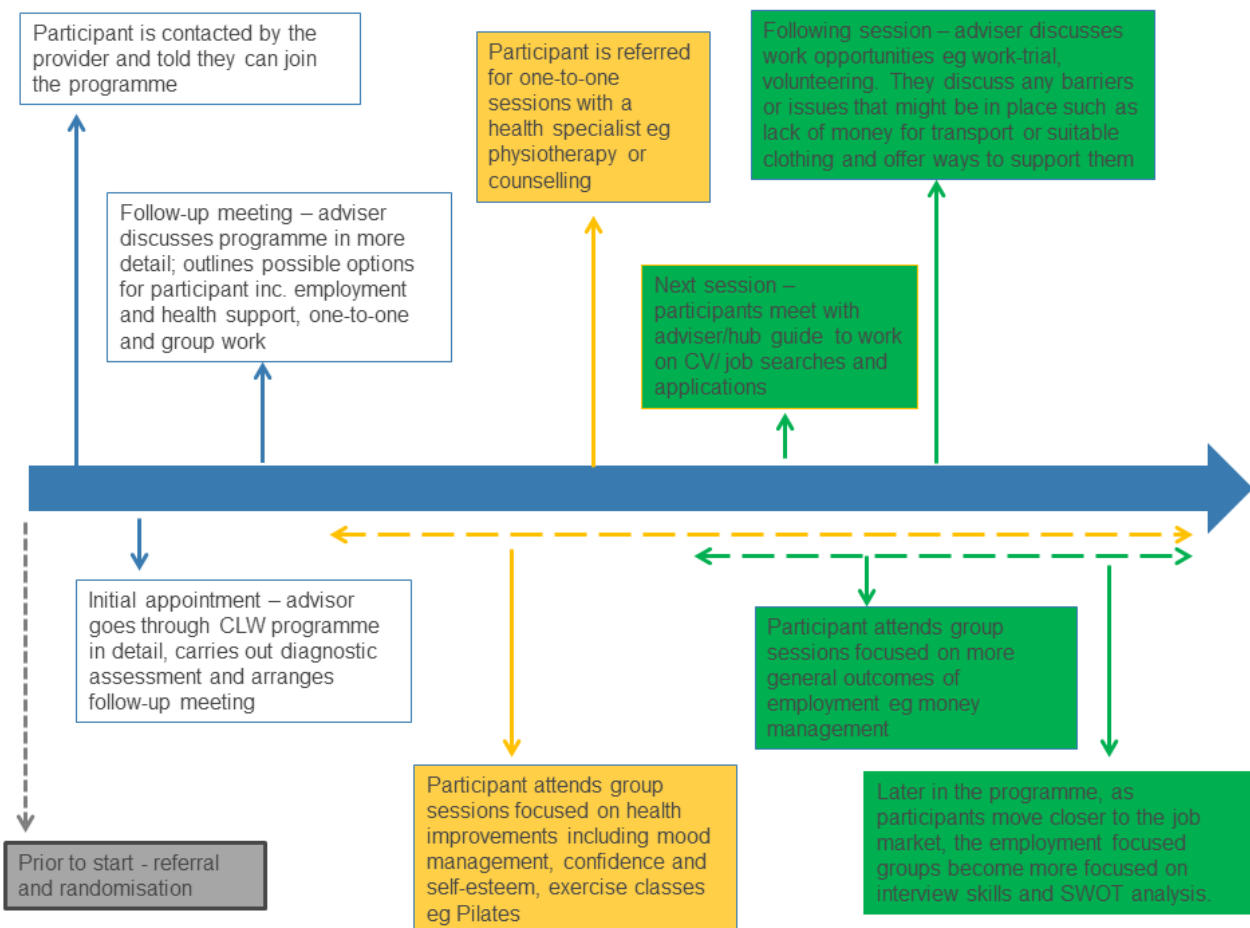 Participant is contacted by the
provider and told they can join
the programme
Follow-up meeting – adviser
discusses programme in more
detail; outlines possible options
for participant inc. employment
and health support, one-to-one
and group work
Participant is referred
for one-to-one
sessions with a
health specialist eg
physiotherapy or
counselling
Next session –
participants meet with
adviser/hub guide to work
on CV/ job searches and
applications
Following session – adviser discusses
work opportunities eg work-trial,
volunteering. They discuss any barriers
or issues that might be in place such as
lack of money for transport or suitable
clothing and offer ways to support them
Prior to start - referral
and randomisation
Initial appointment – advisor
goes through CLW programme
in detail, carries out diagnostic
assessment and arranges
follow-up meeting
Participant attends group
sessions focused on health
improvements including mood
management, confidence and
self-esteem, exercise classes
eg Pilates
Participant attends group
sessions focused on more
general outcomes of
employment eg money
management
Later in the programme, as
participants move closer to the job
market, the employment focused
groups become more focused on
interview skills and SWOT analysis.